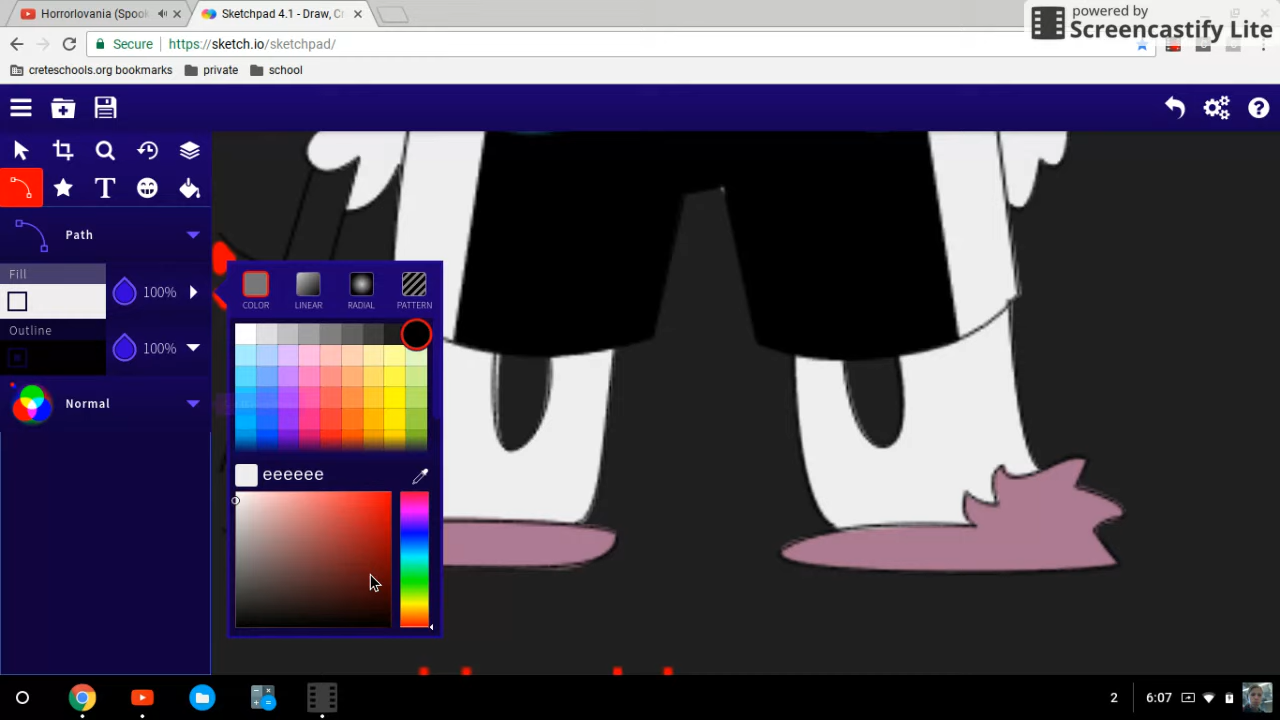 Horrorlovania (Spook
Sketchpad 4.1 - Draw, Cr
powered by
Screencastify Lite
Secure
https://sketch.io/sketchpad/
creteschools.org bookmarks
private
school
T
Path
Fill
100%
COLOR
LINEAR
RADIAL
PATTERN
Outline
100%
Normal
eeeeee
2
6:07